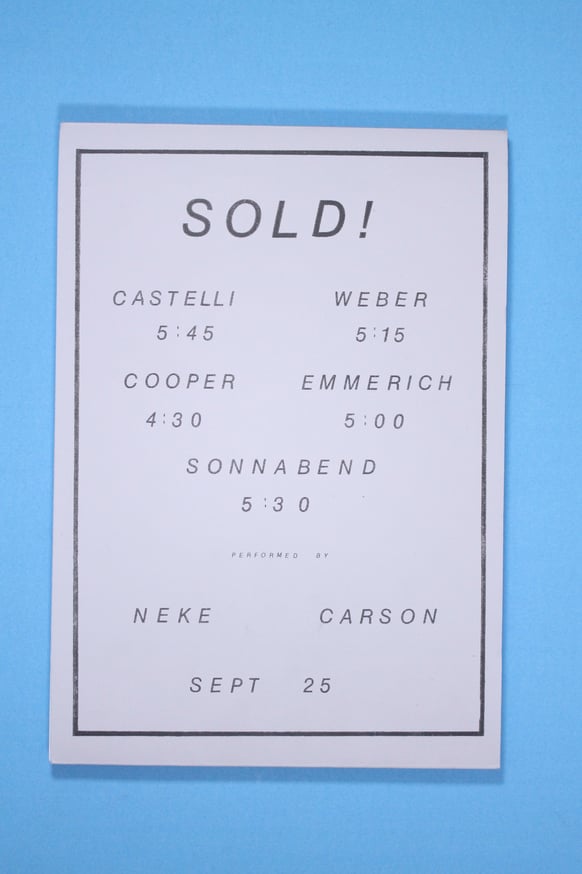 SOLD!
CASTELLI WEBER
5:45 5:15
COOPER EMMERICH
4:30 5:00
SONNABEND
5:30
PERFORMED BY
NEKE CARSON
SEPT 25